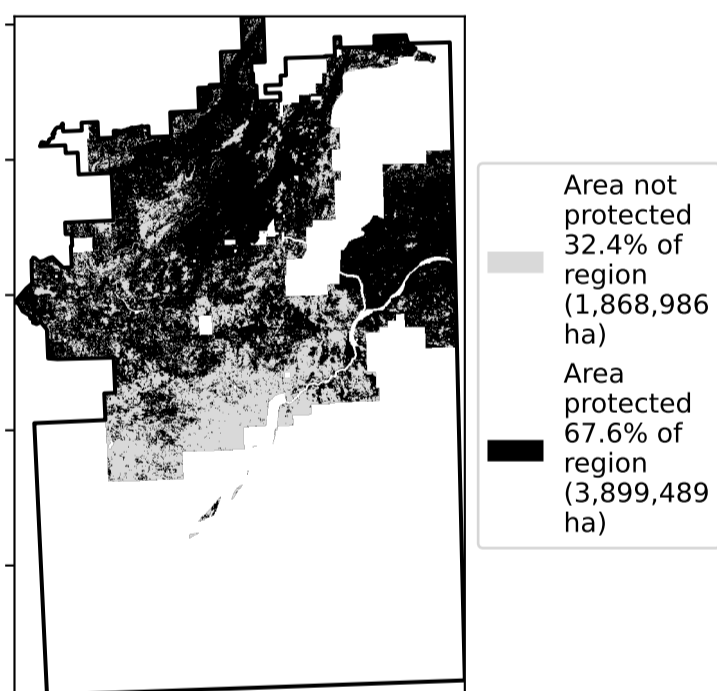 Area not
protected
32.4% of
region
(1,868,986
ha)
Area
protected
67.6% of
region
(3,899,489
ha)